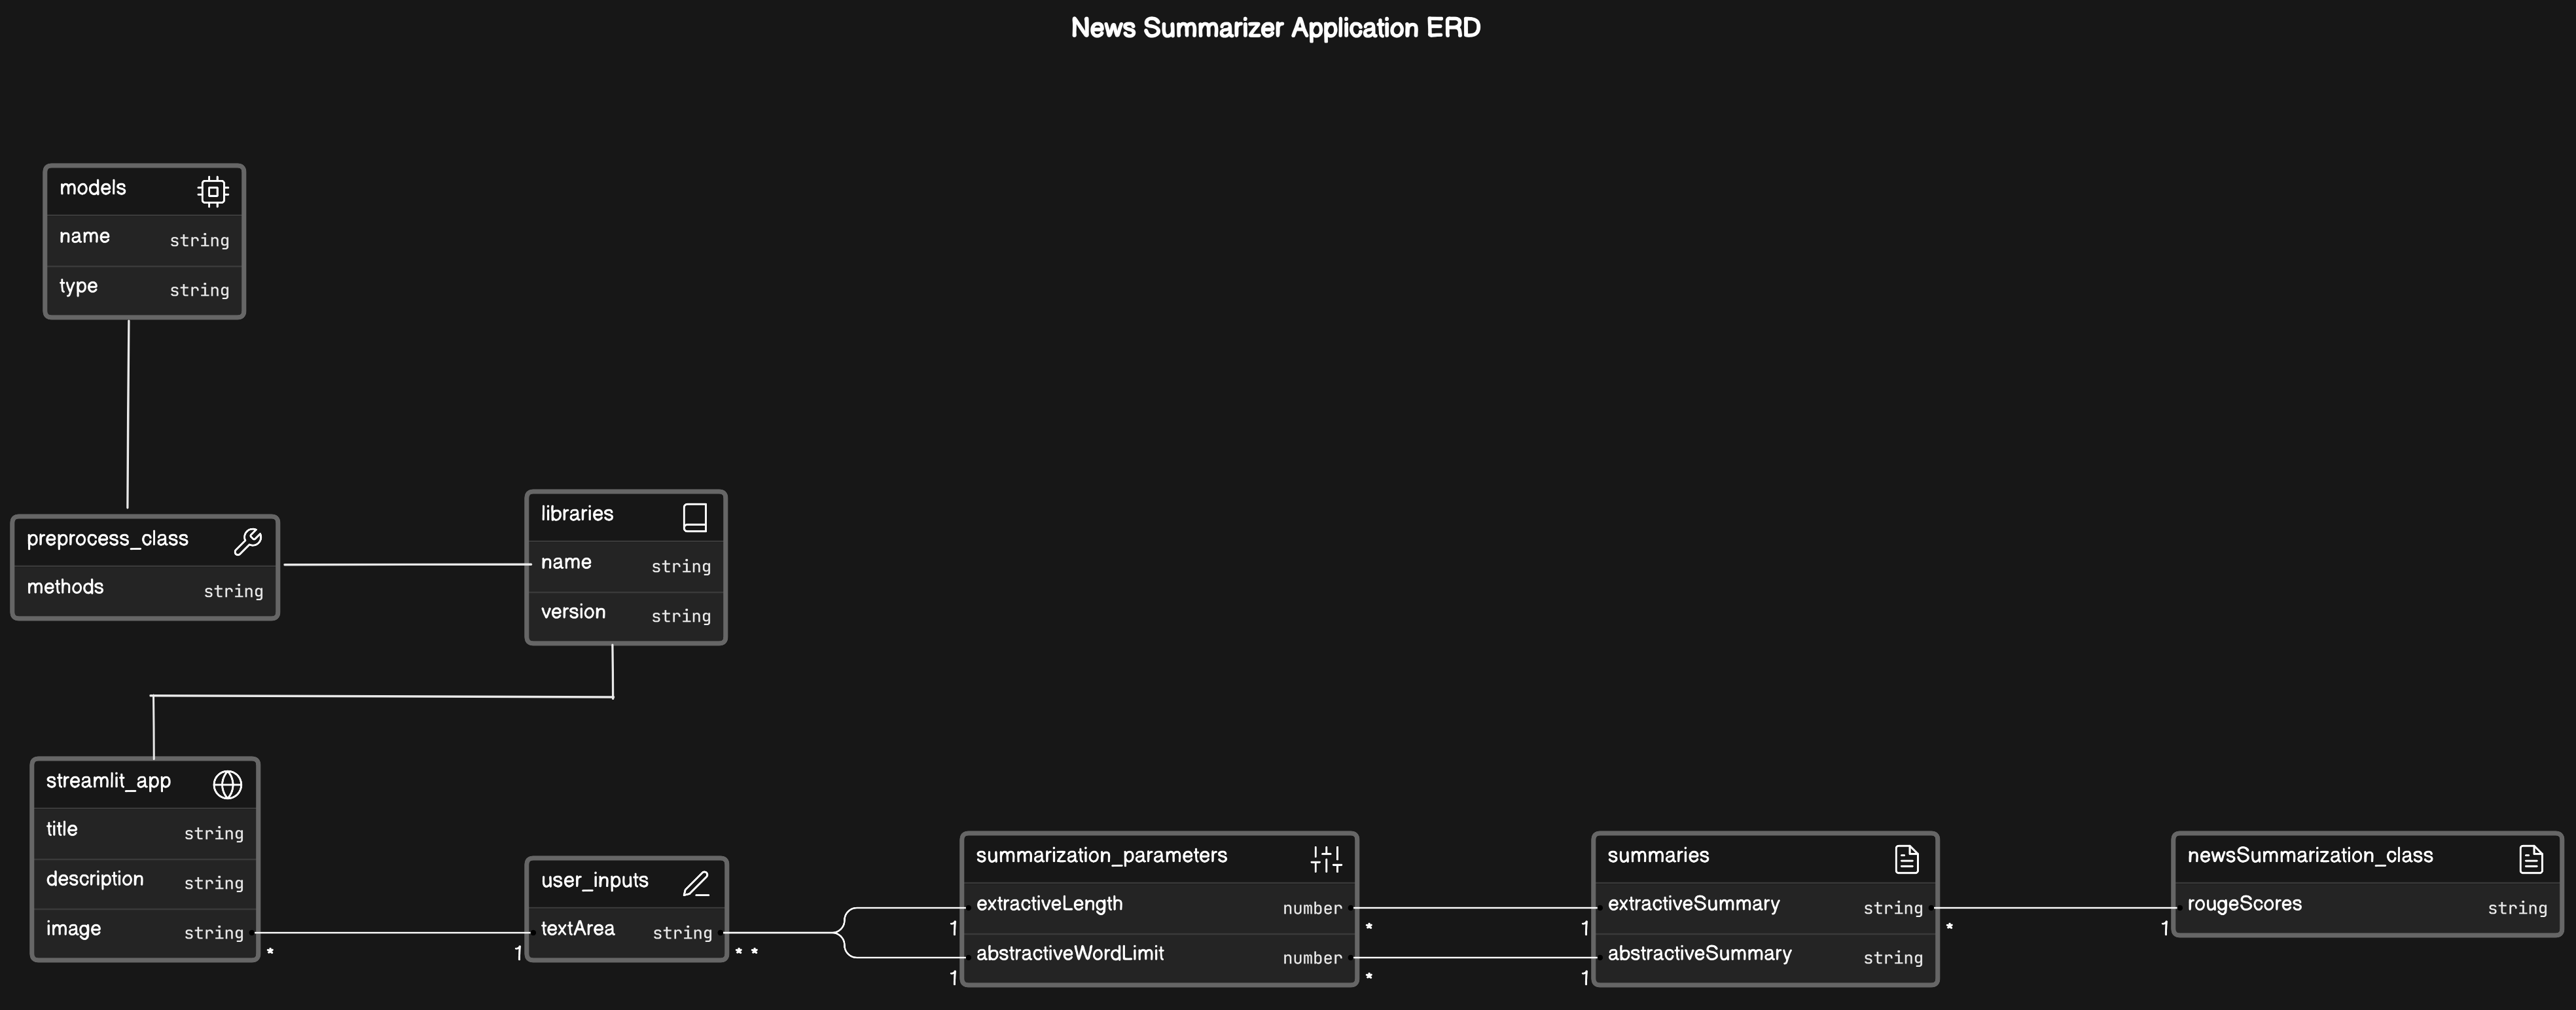 News Summarizer Application ERD
models
name string
type string
preprocess_class
methods string
libraries
name string
version string
streamlit_app
title string
description string
image string
* 1
user_inputs
textArea string
* *
1
1
summarization_parameters
extractiveLength number
abstractiveWordLimit number
* 1
* 1
summaries
extractiveSummary string
abstractiveSummary string
* 1
newsSummarization_class
rougeScores string